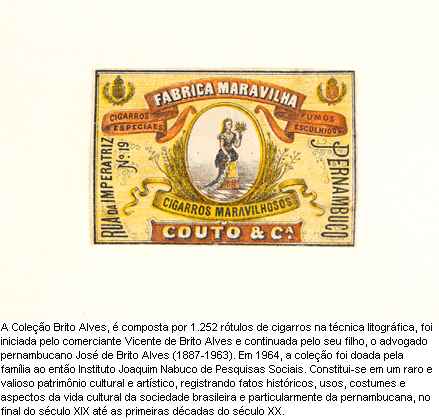 FABRICA MARAVILHA
CIGARROS
ESPECIAES
FUMOS
ESCOLHIDOS
RUA DA IMPERATRIZ
Nº 19
PERNAMBUCO
CIGARROS MARAVILHOSOS
COUTO & Cª
A Coleção Brito Alves, é composta por 1.252 rótulos de cigarros na técnica litográfica, foi
iniciada pelo comerciante Vicente de Brito Alves e continuada pelo seu filho, o advogado
pernambucano José de Brito Alves (1887-1963). Em 1964, a coleção foi doada pela
família ao então Instituto Joaquim Nabuco de Pesquisas Sociais. Constitui-se em um raro e
valioso patrimônio cultural e artístico, registrando fatos históricos, usos, costumes e
aspectos da vida cultural da sociedade brasileira e particularmente da pernambucana, no
final do século XIX até as primeiras décadas do século XX.